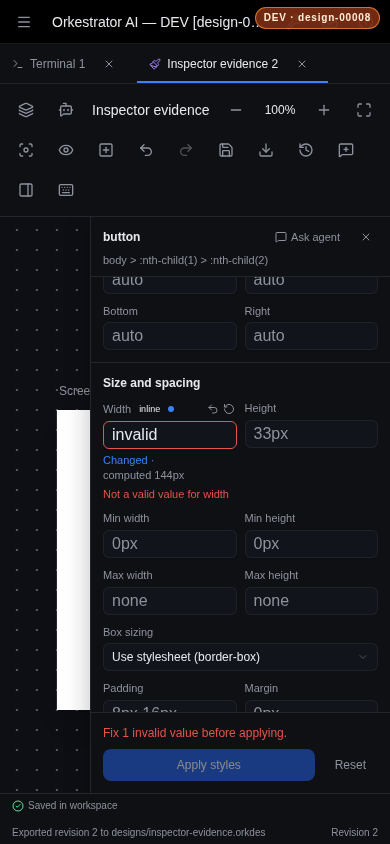 Orkestrator AI — DEV [design-0…
DEV · design-00008
Terminal 1
Inspector evidence 2
Inspector evidence
100%
Scree
button
Ask agent
body > :nth-child(1) > :nth-child(2)
auto auto
Bottom Right
auto auto
Size and spacing
Width inline Height
invalid 33px
Changed ·
computed 144px
Not a valid value for width
Min width Min height
0px 0px
Max width Max height
none none
Box sizing
Use stylesheet (border-box)
Padding Margin
8px 16px 0px
Fix 1 invalid value before applying.
Apply styles Reset
Saved in workspace
Exported revision 2 to designs/inspector-evidence.orkdes Revision 2